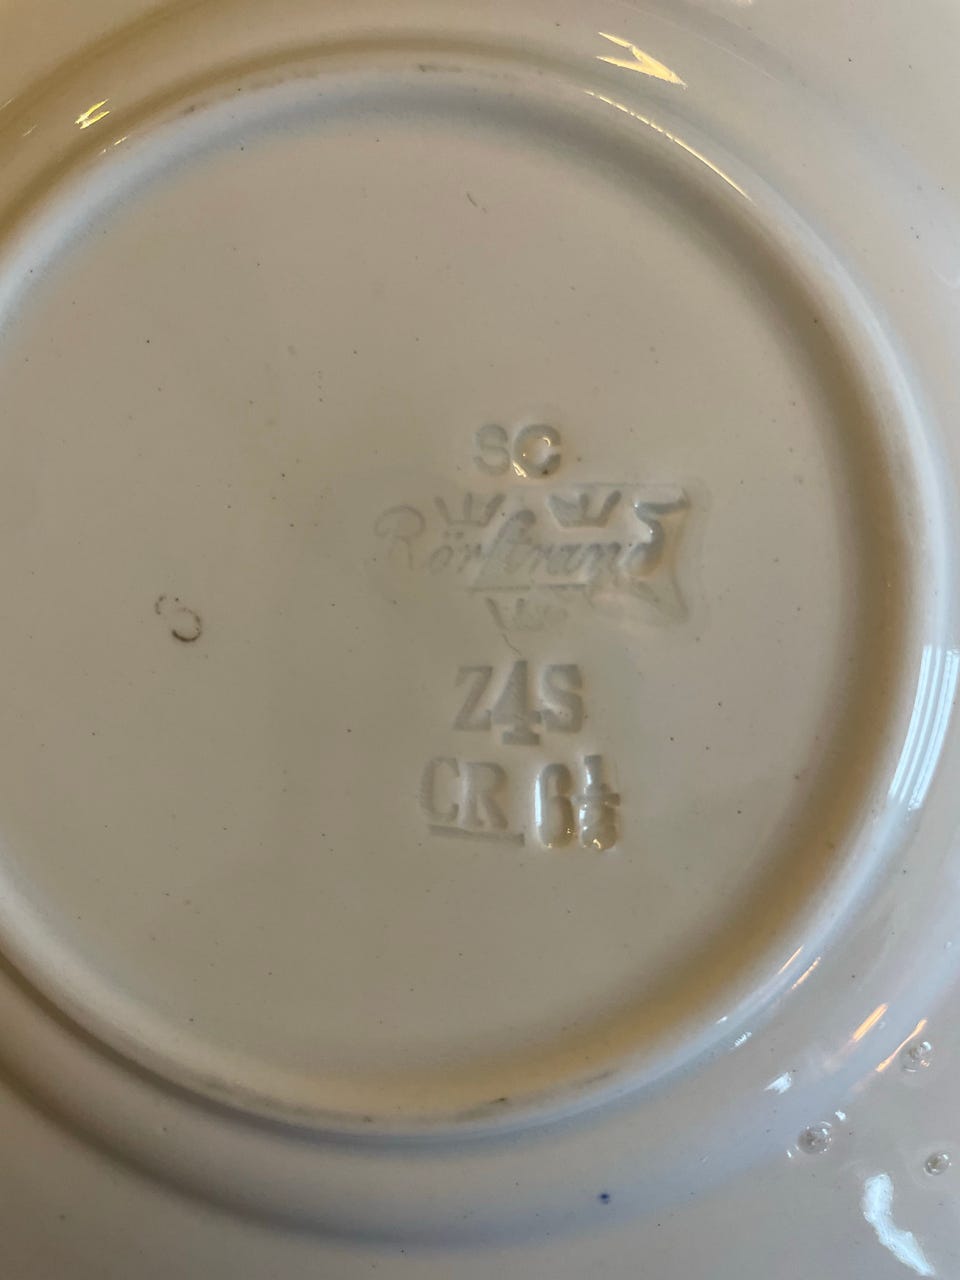 SC
Rörstrand
Z4S
CR 6½